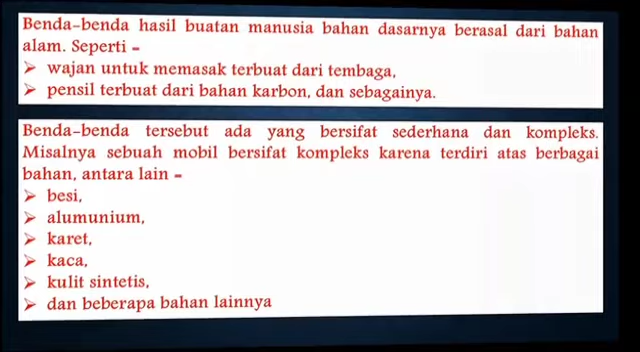 Benda-benda hasil buatan manusia bahan dasarnya berasal dari bahan
alam. Seperti =
➢ wajan untuk memasak terbuat dari tembaga,
➢ pensil terbuat dari bahan karbon, dan sebagainya.
Benda-benda tersebut ada yang bersifat sederhana dan kompleks.
Misalnya sebuah mobil bersifat kompleks karena terdiri atas berbagai
bahan, antara lain =
➢ besi,
➢ alumunium,
➢ karet,
➢ kaca,
➢ kulit sintetis,
➢ dan beberapa bahan lainnya